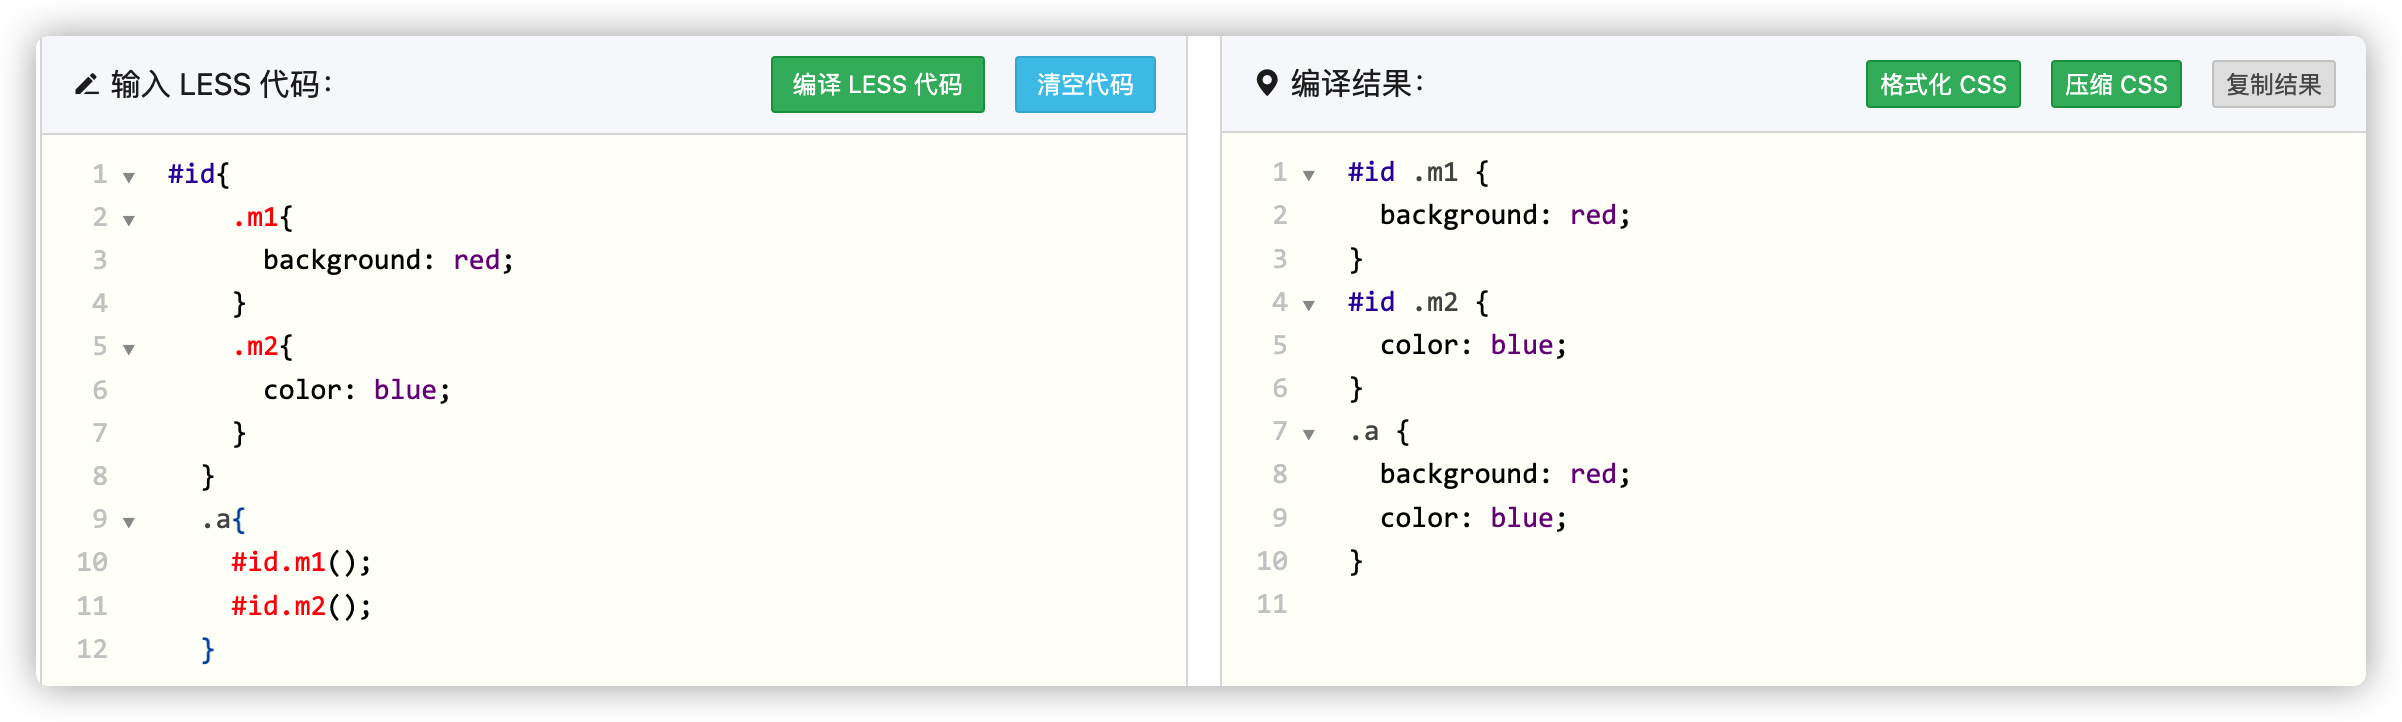 输入 LESS 代码：
编译 LESS 代码
清空代码
1 #id{
2 .m1{
3 background: red;
4 }
5 .m2{
6 color: blue;
7 }
8 }
9 .a{
10 #id.m1();
11 #id.m2();
12 }
编译结果：
格式化 CSS
压缩 CSS
复制结果
1 #id .m1 {
2 background: red;
3 }
4 #id .m2 {
5 color: blue;
6 }
7 .a {
8 background: red;
9 color: blue;
10 }
11